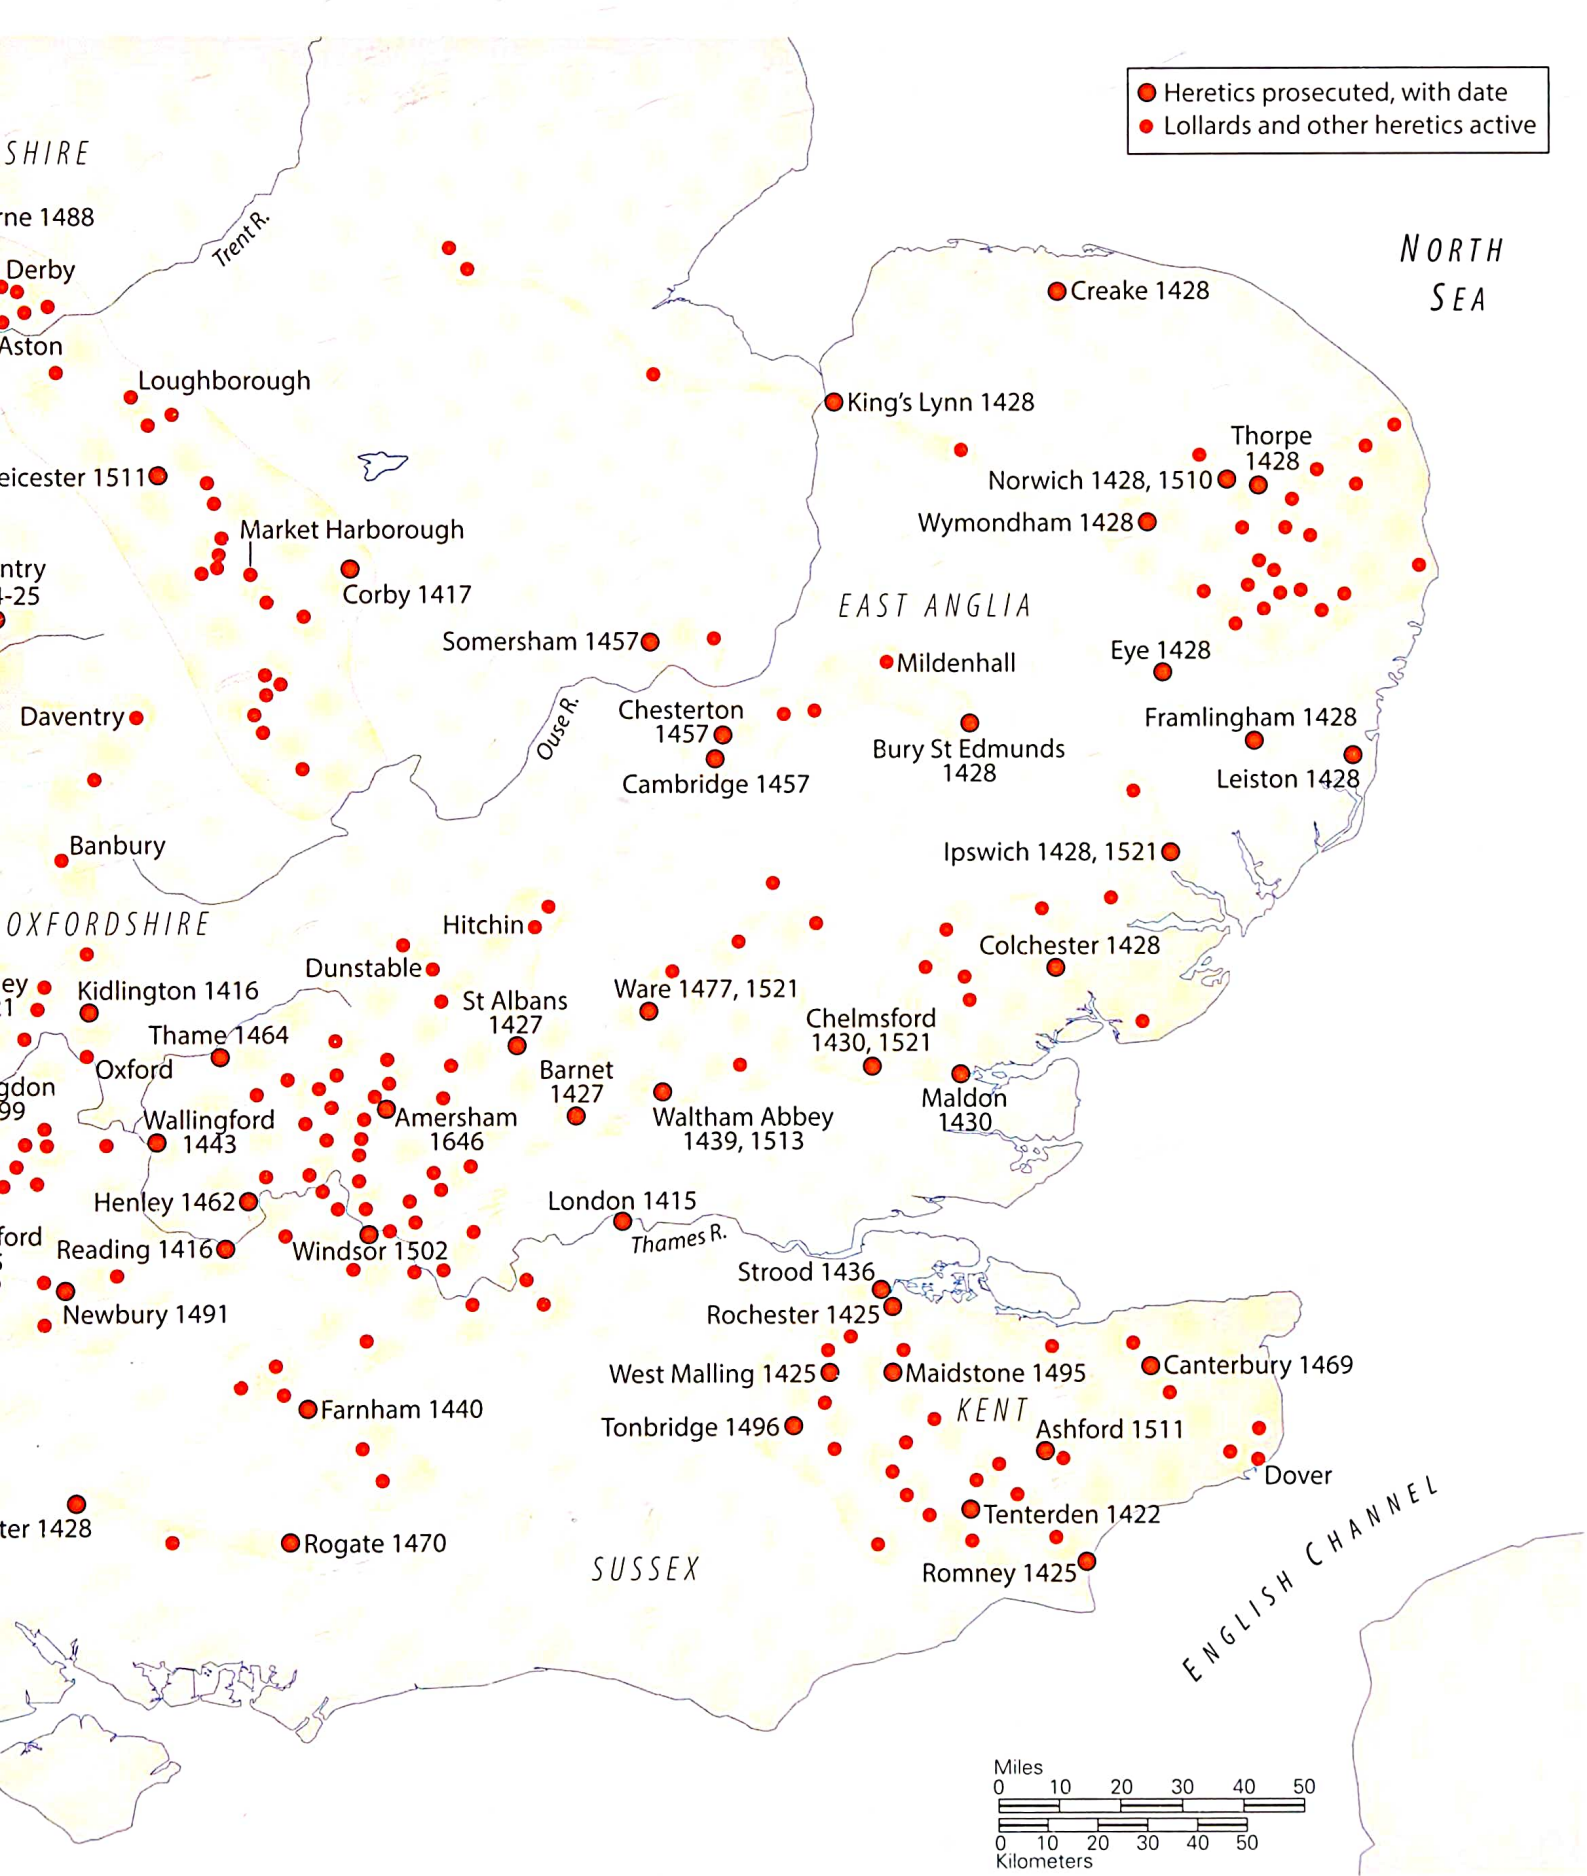 Heretics prosecuted, with date
Lollards and other heretics active
SHIRE
rne 1488
Trent R.
NORTH
SEA
Derby
Creake 1428
Aston
Loughborough
King's Lynn 1428
Thorpe
1428
eicester 1511
Norwich 1428, 1510
Wymondham 1428
Market Harborough
ntry
-25
Corby 1417
EAST ANGLIA
Somersham 1457
Eye 1428
Mildenhall
Daventry
Ouse R.
Chesterton
1457
Framlingham 1428
Bury St Edmunds
1428
Cambridge 1457
Leiston 1428
Banbury
Ipswich 1428, 1521
OXFORDSHIRE
Hitchin
Colchester 1428
Dunstable
ey
1
Kidlington 1416
St Albans
1427
Ware 1477, 1521
Thame 1464
Chelmsford
1430, 1521
Oxford
Barnet
1427
gdon
99
Maldon
1430
Wallingford
1443
Amersham
1646
Waltham Abbey
1439, 1513
Henley 1462
London 1415
ford
Reading 1416
Windsor 1502
Thames R.
Strood 1436
Newbury 1491
Rochester 1425
West Malling 1425
Maidstone 1495
Canterbury 1469
KENT
Farnham 1440
Tonbridge 1496
Ashford 1511
Dover
ter 1428
Tenterden 1422
Rogate 1470
SUSSEX
Romney 1425
ENGLISH CHANNEL
Miles
0 10 20 30 40 50
0 10 20 30 40 50
Kilometers